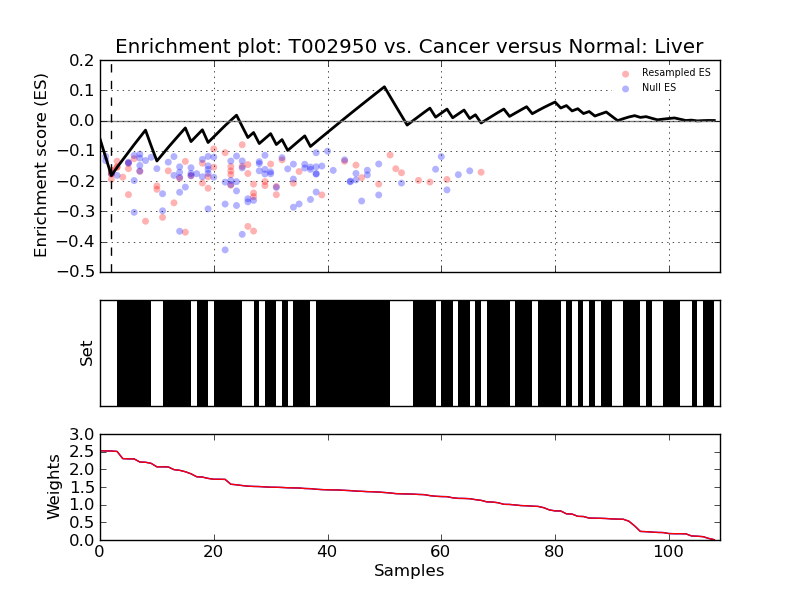 Enrichment plot: T002950 vs. Cancer versus Normal: Liver
Enrichment score (ES)
0.2
0.1
0.0
−0.1
−0.2
−0.3
−0.4
−0.5
Resampled ES
Null ES
Set
Weights
3.0
2.5
2.0
1.5
1.0
0.5
0.0
0 20 40 60 80 100
Samples